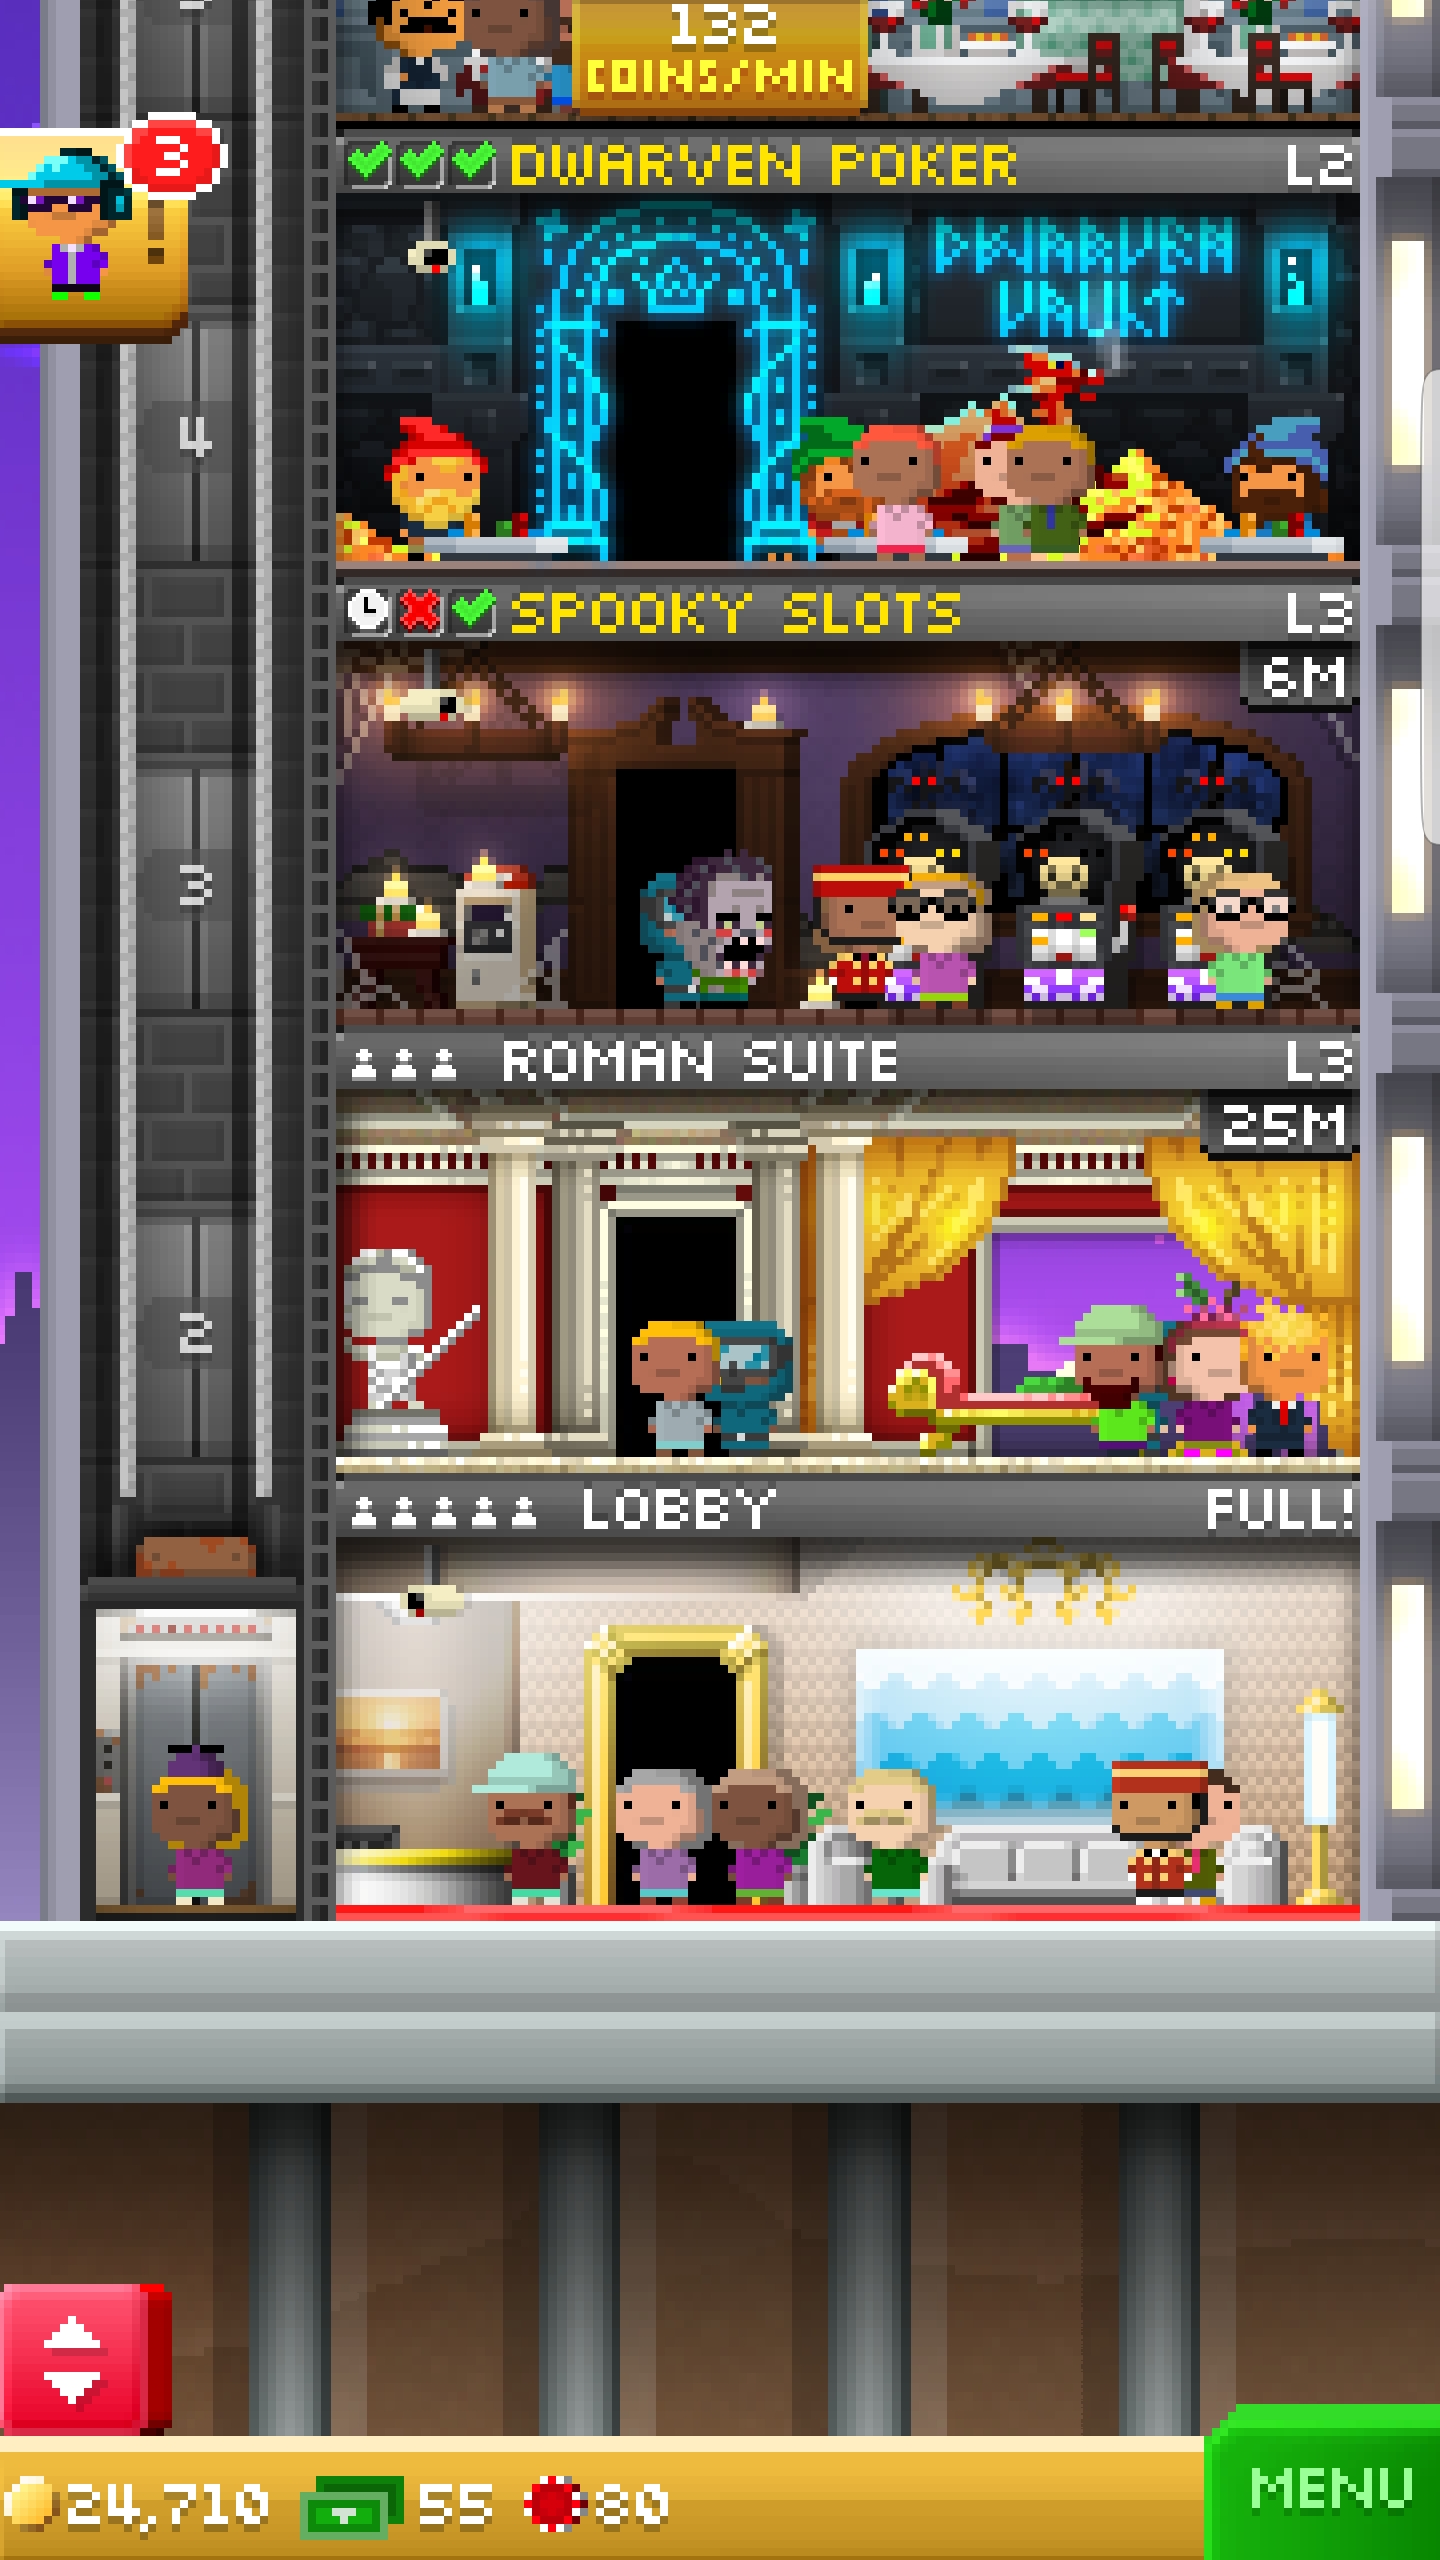 132
COINS/MIN
3
DWARVEN POKER L2
DWARVEN
VAULT
4
SPOOKY SLOTS L3
6M
3
ROMAN SUITE L3
25M
2
LOBBY FULL!
24,710 55 80
MENU